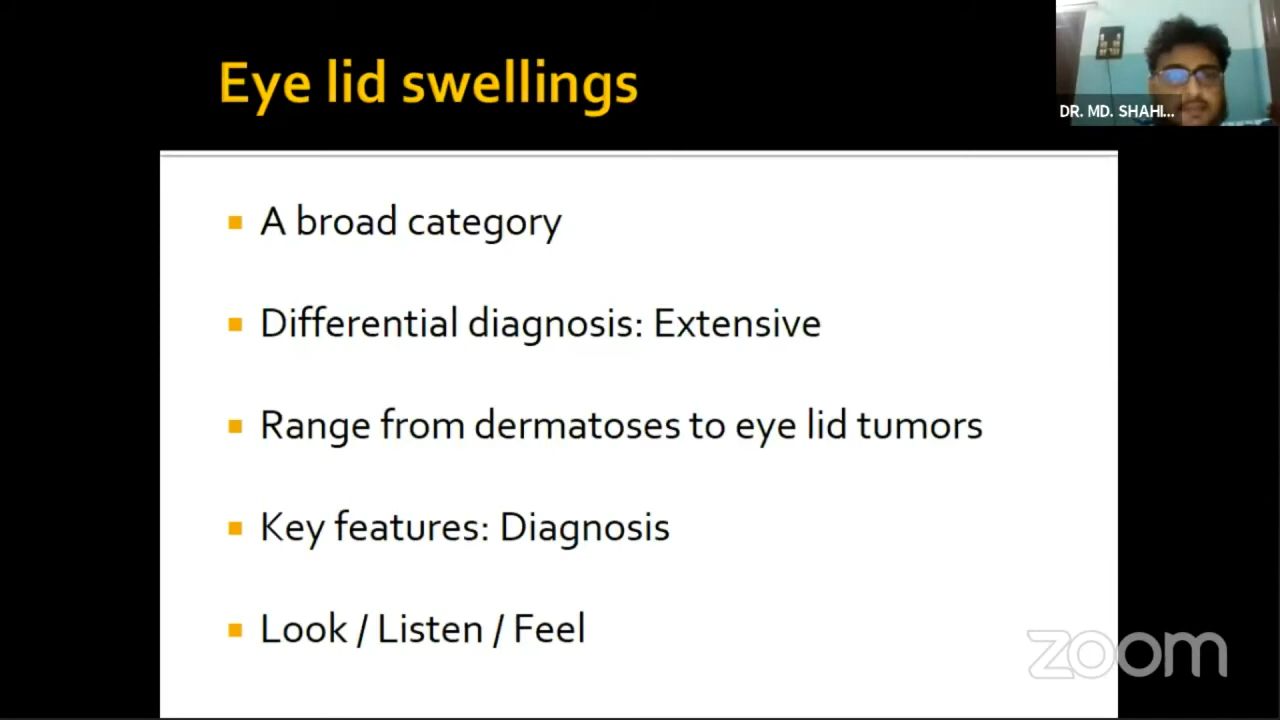 Eye lid swellings
DR. MD. SHAHI...
A broad category
Differential diagnosis: Extensive
Range from dermatoses to eye lid tumors
Key features: Diagnosis
Look / Listen / Feel
zoom